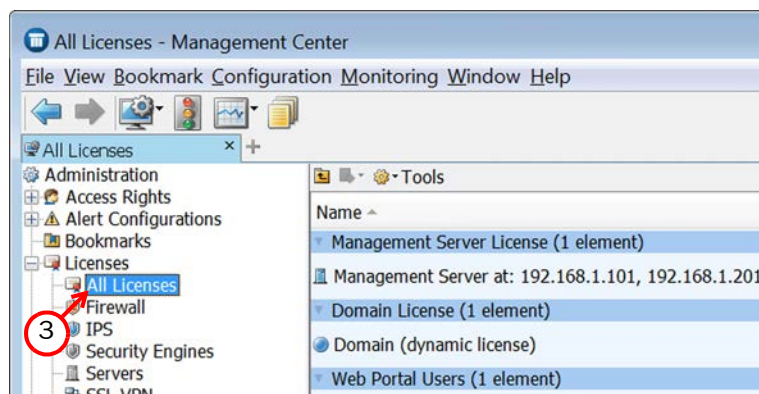 All Licenses - Management Center
File View Bookmark Configuration Monitoring Window Help
All Licenses × +
Administration
Access Rights
Alert Configurations
Bookmarks
Licenses
All Licenses
Firewall
3
IPS
Security Engines
Servers
SSL VPN
Tools
Name
Management Server License (1 element)
Management Server at: 192.168.1.101, 192.168.1.201
Domain License (1 element)
Domain (dynamic license)
Web Portal Users (1 element)